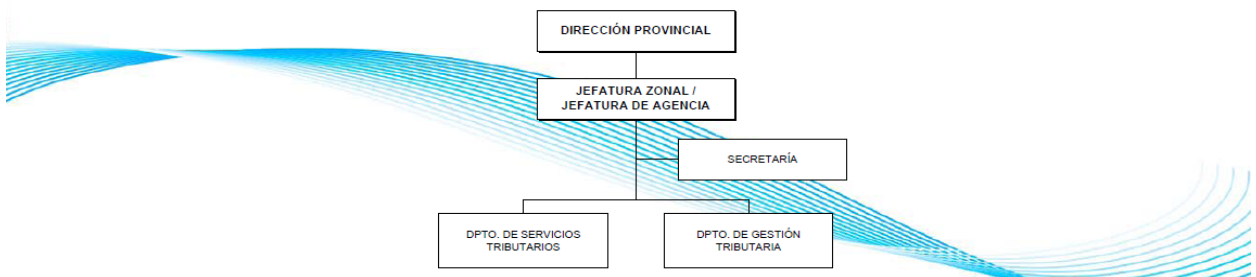 DIRECCIÓN PROVINCIAL
JEFATURA ZONAL /
JEFATURA DE AGENCIA
SECRETARÍA
DPTO. DE SERVICIOS
TRIBUTARIOS
DPTO. DE GESTIÓN
TRIBUTARIA